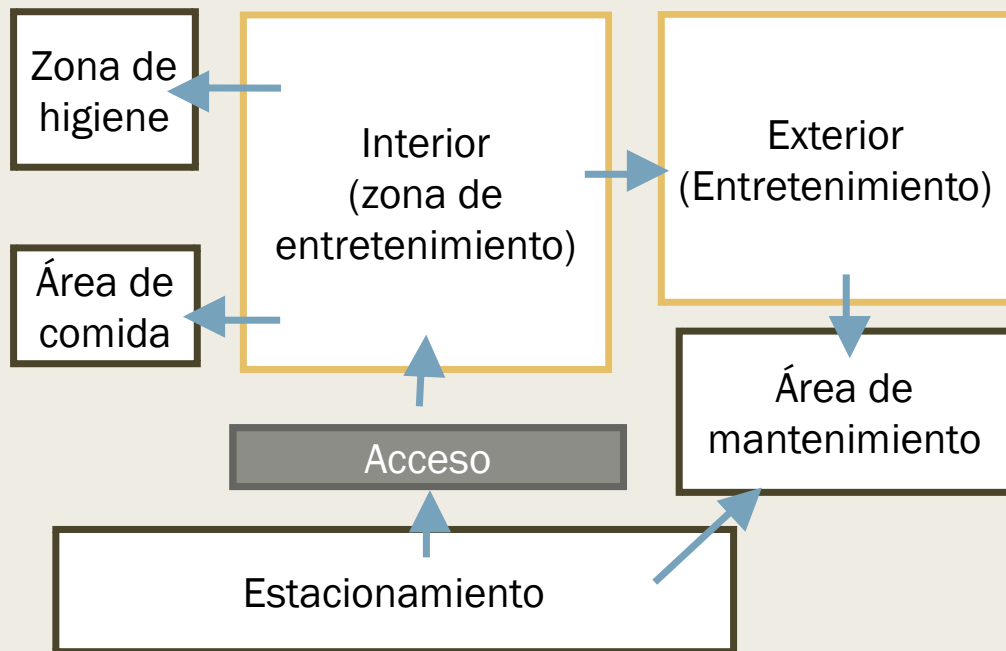 Zona de
higiene
Interior
(zona de
entretenimiento)
Exterior
(Entretenimiento)
Área de
comida
Área de
mantenimiento
Acceso
Estacionamiento